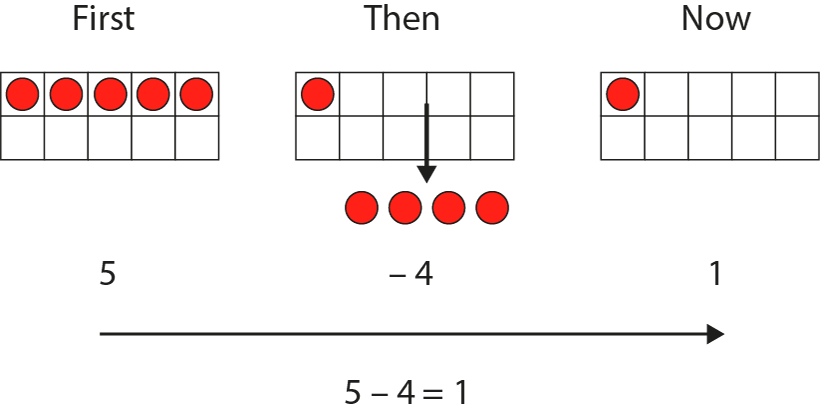 First Then Now
5 – 4 1
5 – 4 = 1